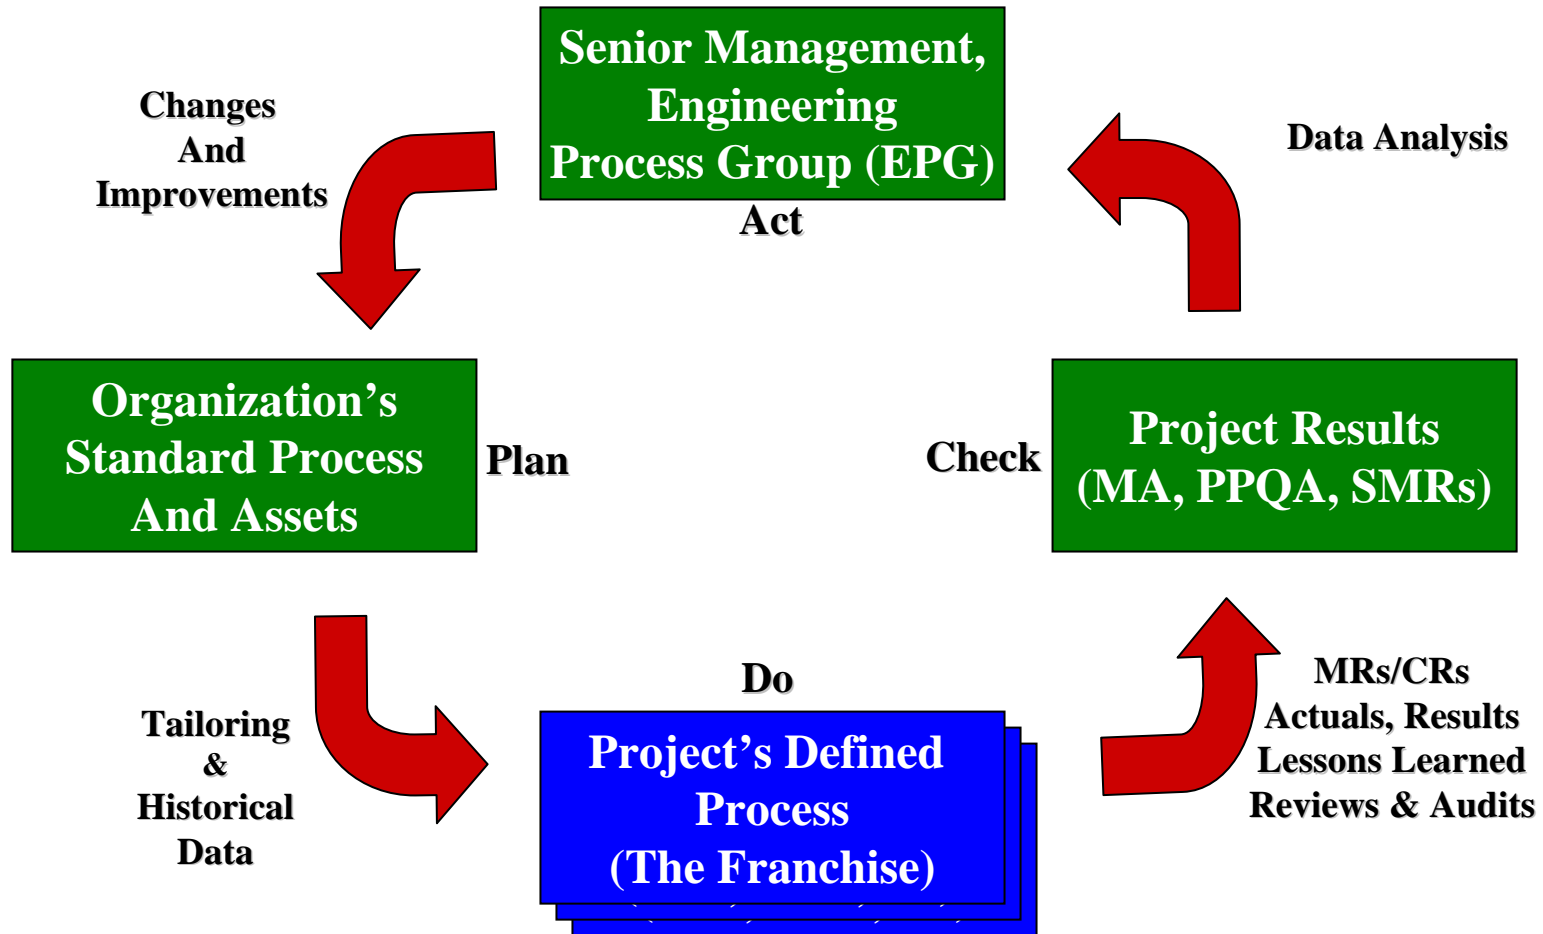 Senior Management,
Engineering
Process Group (EPG)
Act
Changes
And
Improvements
Data Analysis
Organization’s
Standard Process
And Assets
Plan
Check
Project Results
(MA, PPQA, SMRs)
Do
Tailoring
&
Historical
Data
Project’s Defined
Process
(The Franchise)
MRs/CRs
Actuals, Results
Lessons Learned
Reviews & Audits